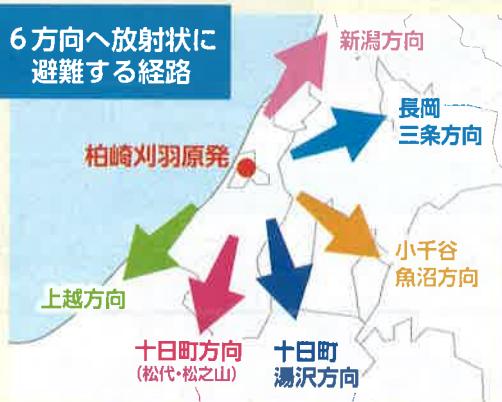 6方向へ放射状に
避難する経路
新潟方向
長岡
三条方向
柏崎刈羽原発
小千谷
魚沼方向
上越方向
十日町方向
(松代・松之山)
十日町
湯沢方向